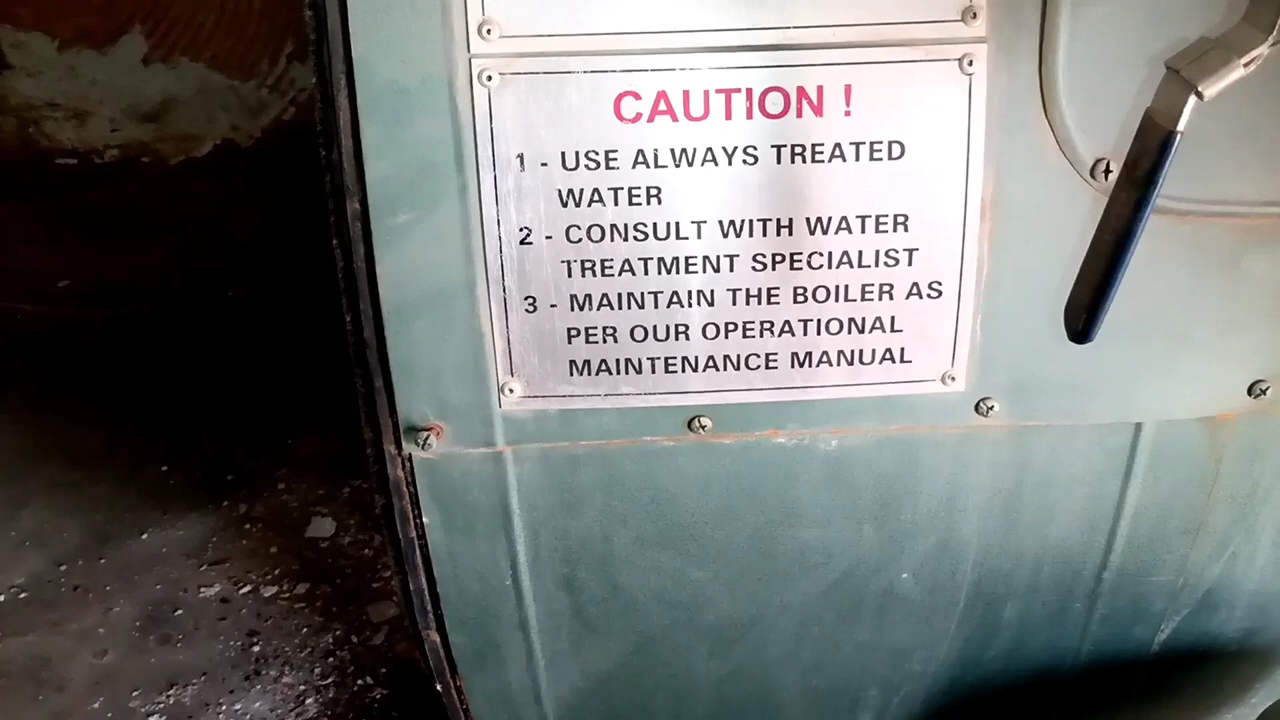 CAUTION !
1 - USE ALWAYS TREATED
WATER
2 - CONSULT WITH WATER
TREATMENT SPECIALIST
3 - MAINTAIN THE BOILER AS
PER OUR OPERATIONAL
MAINTENANCE MANUAL